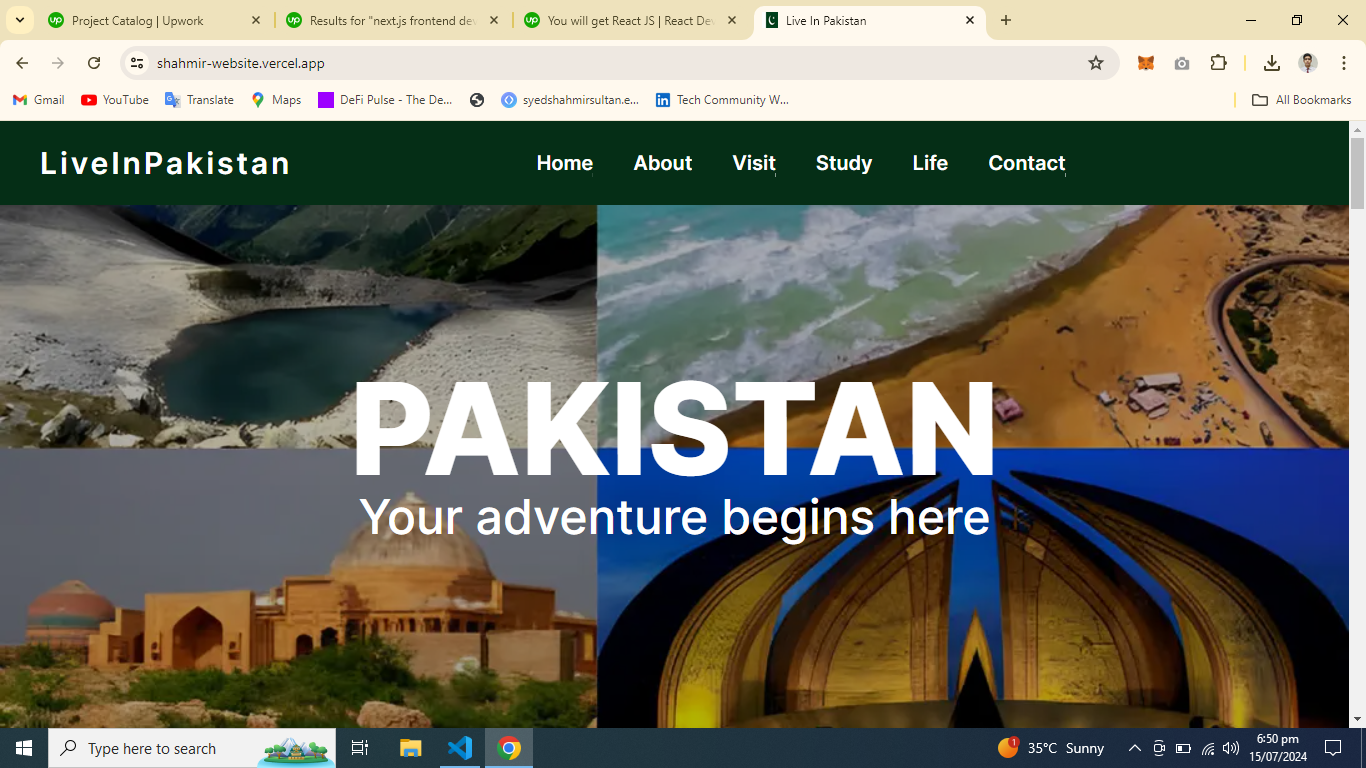 Project Catalog | Upwork
Results for "next.js frontend dev
You will get React JS | React Dev
Live In Pakistan
shahmir-website.vercel.app
Gmail
YouTube
Translate
Maps
DeFi Pulse - The De...
syedshahmirsultan.e...
Tech Community W...
All Bookmarks
LiveInPakistan
Home
About
Visit
Study
Life
Contact
PAKISTAN
Your adventure begins here
Type here to search
1
35°C Sunny
6:50 pm
15/07/2024